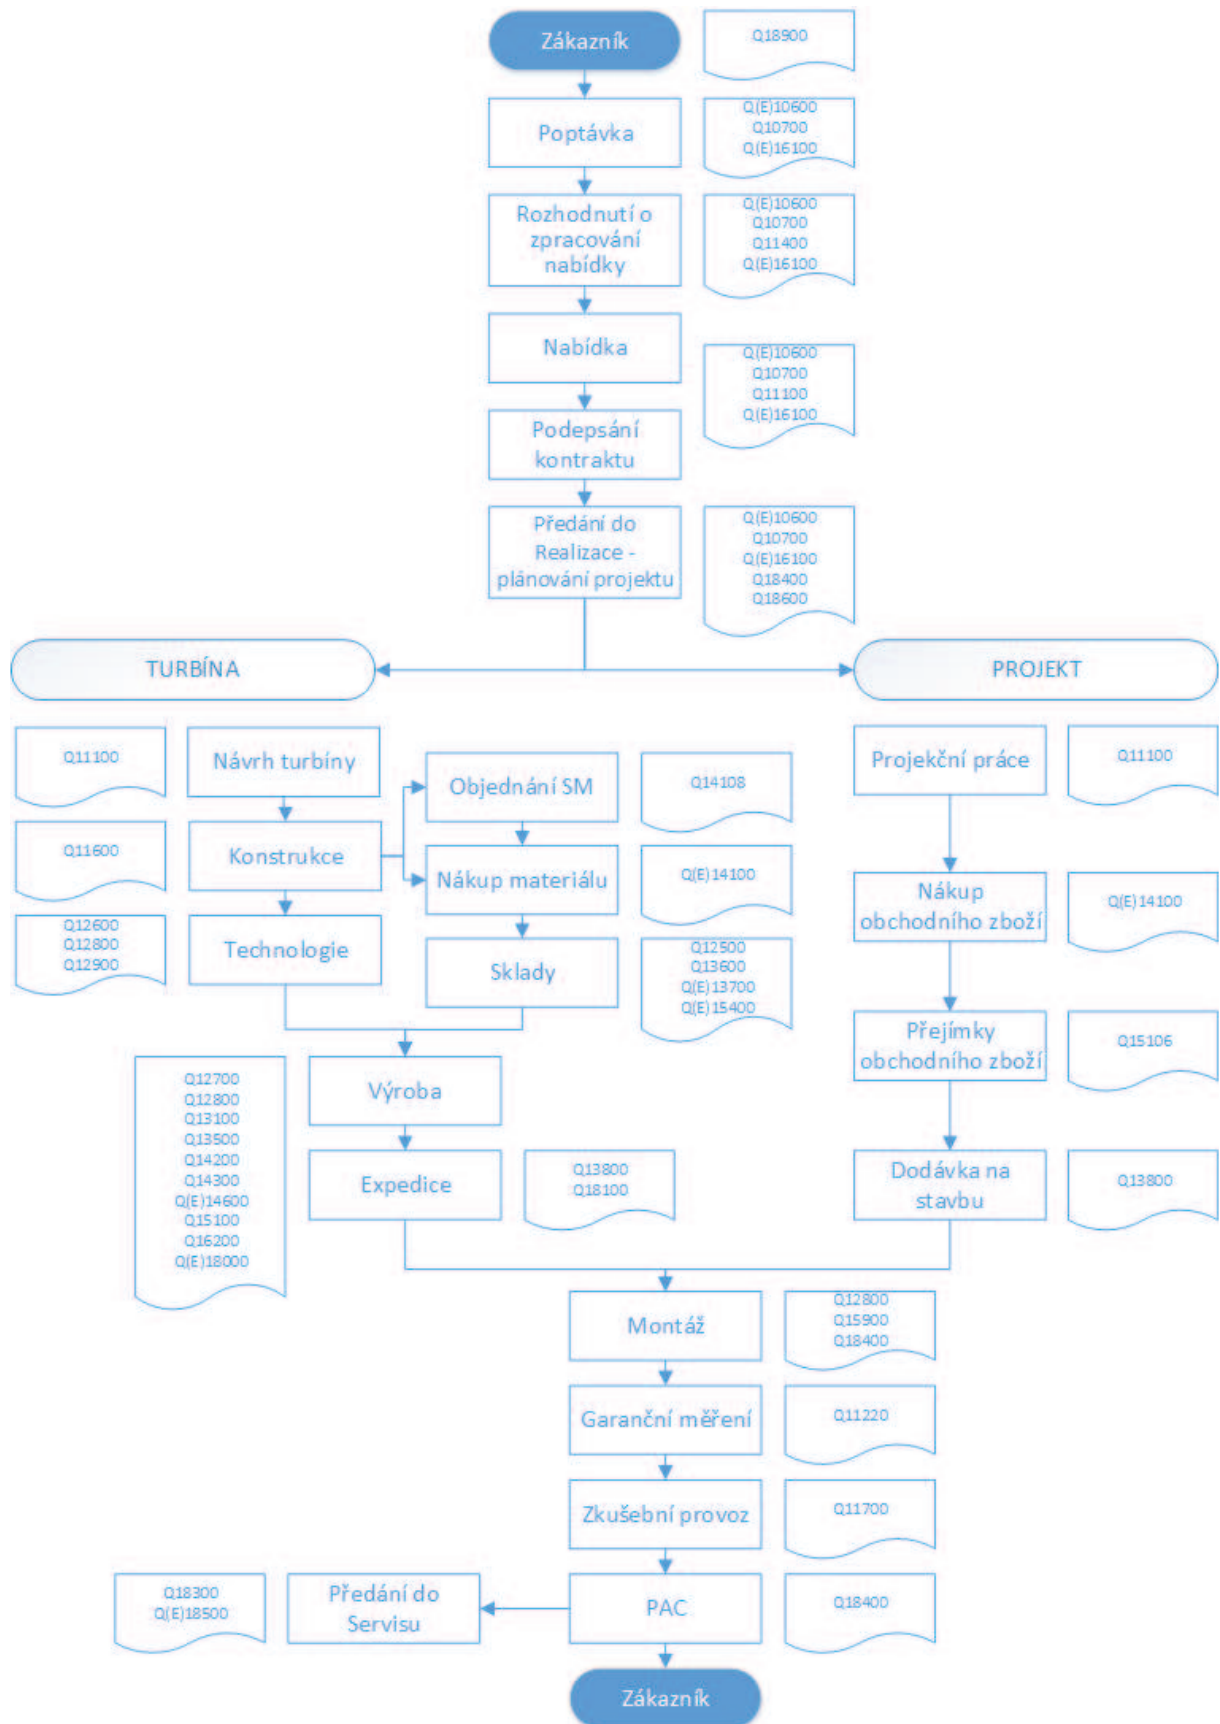 Zákazník
Q18900
Poptávka
Q(E)10600
Q10700
Q(E)16100
Rozhodnutí o
zpracování
nabídky
Q(E)10600
Q10700
Q11400
Q(E)16100
Nabídka
Q(E)10600
Q10700
Q11100
Q(E)16100
Podepsání
kontraktu
Předání do
Realizace -
plánování projektu
Q(E)10600
Q10700
Q(E)16100
Q18400
Q18600
TURBÍNA
PROJEKT
Q11100
Návrh turbíny
Objednání SM
Q14108
Q11600
Konstrukce
Nákup materiálu
Q(E)14100
Q12600
Q12800
Q12900
Technologie
Sklady
Q12500
Q13600
Q(E)13700
Q(E)15400
Q12700
Q12800
Q13100
Q13500
Q14200
Q14300
Q(E)14600
Q15100
Q16200
Q(E)18000
Výroba
Expedice
Q13800
Q18100
Projekční práce
Q11100
Nákup
obchodního zboží
Q(E)14100
Přejímky
obchodního zboží
Q15106
Dodávka na
stavbu
Q13800
Montáž
Q12800
Q15900
Q18400
Garanční měření
Q11220
Zkušební provoz
Q11700
Q18300
Q(E)18500
Předání do
Servisu
PAC
Q18400
Zákazník